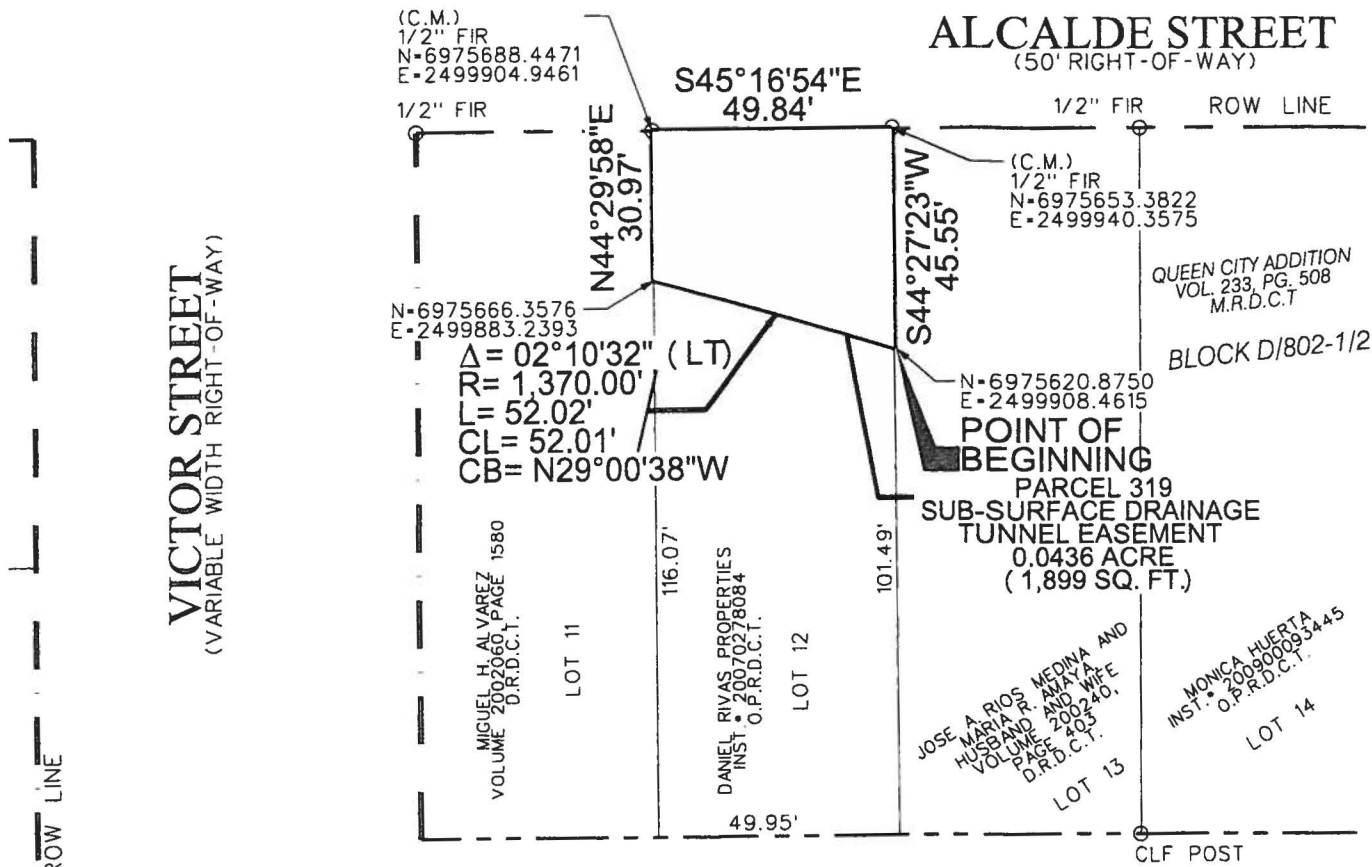 (C.M.)
1/2" FIR
N=6975688.4471
E=2499904.9461
1/2" FIR
S45°16'54"E
49.84'
ALCALDE STREET
(50' RIGHT-OF-WAY)
1/2" FIR
ROW LINE
(C.M.)
1/2" FIR
N=6975653.3822
E=2499940.3575
N44°29'58"E
30.97'
S44°27'23"W
45.55'
QUEEN CITY ADDITION
VOL. 233, PG. 508
M.R.D.C.T
BLOCK D/802-1/2
VICTOR STREET
(VARIABLE WIDTH RIGHT-OF-WAY)
N=6975666.3576
E=2499883.2393
Δ= 02°10'32" (LT)
R= 1,370.00'
L= 52.02'
CL= 52.01'
CB= N29°00'38"W
N=6975620.8750
E=2499908.4615
POINT OF
BEGINNING
PARCEL 319
SUB-SURFACE DRAINAGE
TUNNEL EASEMENT
0.0436 ACRE
(1,899 SQ. FT.)
MIGUEL H. ALVAREZ
VOLUME 2002060, PAGE 1580
D.R.D.C.T.
LOT 11
116.07'
DANIEL RIVAS PROPERTIES
INST.# 20070278084
O.P.R.D.C.T.
LOT 12
101.49'
JOSE A. RIOS MEDINA AND
MARIA R. AMAYA,
HUSBAND AND WIFE
VOLUME 200240,
PAGE 403
D.R.D.C.T.
LOT 13
MONICA HUERTA
INST.# 200900093445
O.P.R.D.C.T.
LOT 14
49.95'
ROW LINE
CLF POST